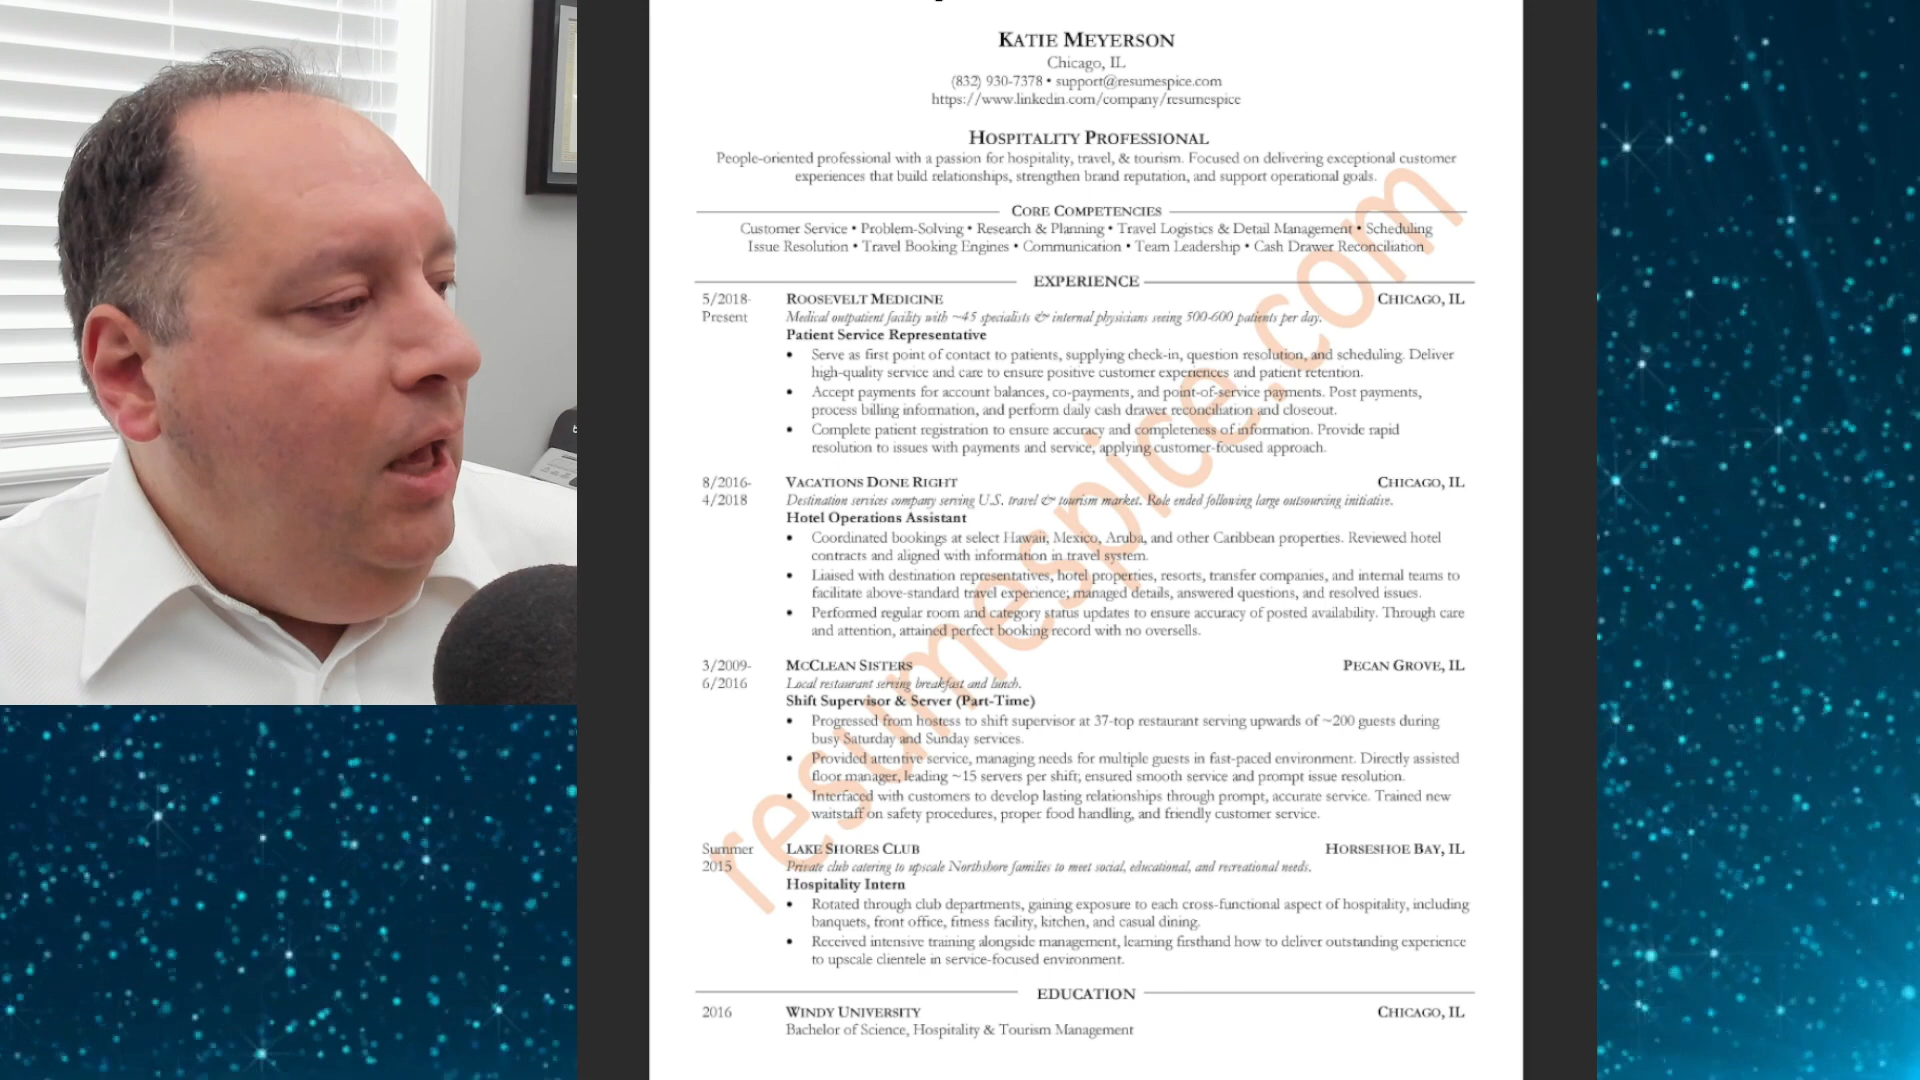 KATIE MEYERSON
Chicago, IL
(832) 930-7378 • support@resumespice.com
https://www.linkedin.com/company/resumespice
HOSPITALITY PROFESSIONAL
People-oriented professional with a passion for hospitality, travel, & tourism. Focused on delivering exceptional customer
experiences that build relationships, strengthen brand reputation, and support operational goals.
CORE COMPETENCIES
Customer Service • Problem-Solving • Research & Planning • Travel Logistics & Detail Management • Scheduling
Issue Resolution • Travel Booking Engines • Communication • Team Leadership • Cash Drawer Reconciliation
EXPERIENCE
5/2018- ROOSEVELT MEDICINE CHICAGO, IL
Present Medical outpatient facility with ~45 specialists & internal physicians seeing 500-600 patients per day.
Patient Service Representative
• Serve as first point of contact to patients, supplying check-in, question resolution, and scheduling. Deliver
high-quality service and care to ensure positive customer experiences and patient retention.
• Accept payments for account balances, co-payments, and point-of-service payments. Post payments,
process billing information, and perform daily cash drawer reconciliation and closeout.
• Complete patient registration to ensure accuracy and completeness of information. Provide rapid
resolution to issues with payments and service, applying customer-focused approach.
8/2016- VACATIONS DONE RIGHT CHICAGO, IL
4/2018 Destination services company serving U.S. travel & tourism market. Role ended following large outsourcing initiative.
Hotel Operations Assistant
• Coordinated bookings at select Hawaii, Mexico, Aruba, and other Caribbean properties. Reviewed hotel
contracts and aligned with information in travel system.
• Liaised with destination representatives, hotel properties, resorts, transfer companies, and internal teams to
facilitate above-standard travel experience; managed details, answered questions, and resolved issues.
• Performed regular room and category status updates to ensure accuracy of posted availability. Through care
and attention, attained perfect booking record with no oversells.
3/2009- MCCLEAN SISTERS PECAN GROVE, IL
6/2016 Local restaurant serving breakfast and lunch.
Shift Supervisor & Server (Part-Time)
• Progressed from hostess to shift supervisor at 37-top restaurant serving upwards of ~200 guests during
busy Saturday and Sunday services.
• Provided attentive service, managing needs for multiple guests in fast-paced environment. Directly assisted
floor manager, leading ~15 servers per shift; ensured smooth service and prompt issue resolution.
• Interfaced with customers to develop lasting relationships through prompt, accurate service. Trained new
waitstaff on safety procedures, proper food handling, and friendly customer service.
Summer LAKE SHORES CLUB HORSESHOE BAY, IL
2015 Private club catering to upscale Northshore families to meet social, educational, and recreational needs.
Hospitality Intern
• Rotated through club departments, gaining exposure to each cross-functional aspect of hospitality, including
banquets, front office, fitness facility, kitchen, and casual dining.
• Received intensive training alongside management, learning firsthand how to deliver outstanding experience
to upscale clientele in service-focused environment.
EDUCATION
2016 WINDY UNIVERSITY CHICAGO, IL
Bachelor of Science, Hospitality & Tourism Management
resumespice.com